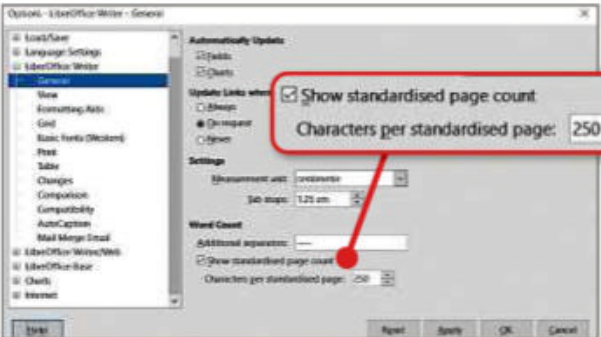 Options - LibreOffice Writer - General
Load/Save
Language Settings
LibreOffice Writer
General
View
Formatting Aids
Grid
Basic Fonts (Western)
Print
Table
Changes
Comparison
Compatibility
AutoCaption
Mail Merge Email
LibreOffice Writer/Web
LibreOffice Base
Charts
Internet
Automatically Update
Fields
Charts
Update Links when
Always
On request
Never
Show standardised page count
Characters per standardised page: 250
Settings
Measurement unit: centimetre
Tab stops: 1.25 cm
Word Count
Additional separators: —
Show standardised page count
Characters per standardised page: 250
Help
Reset
Apply
OK
Cancel